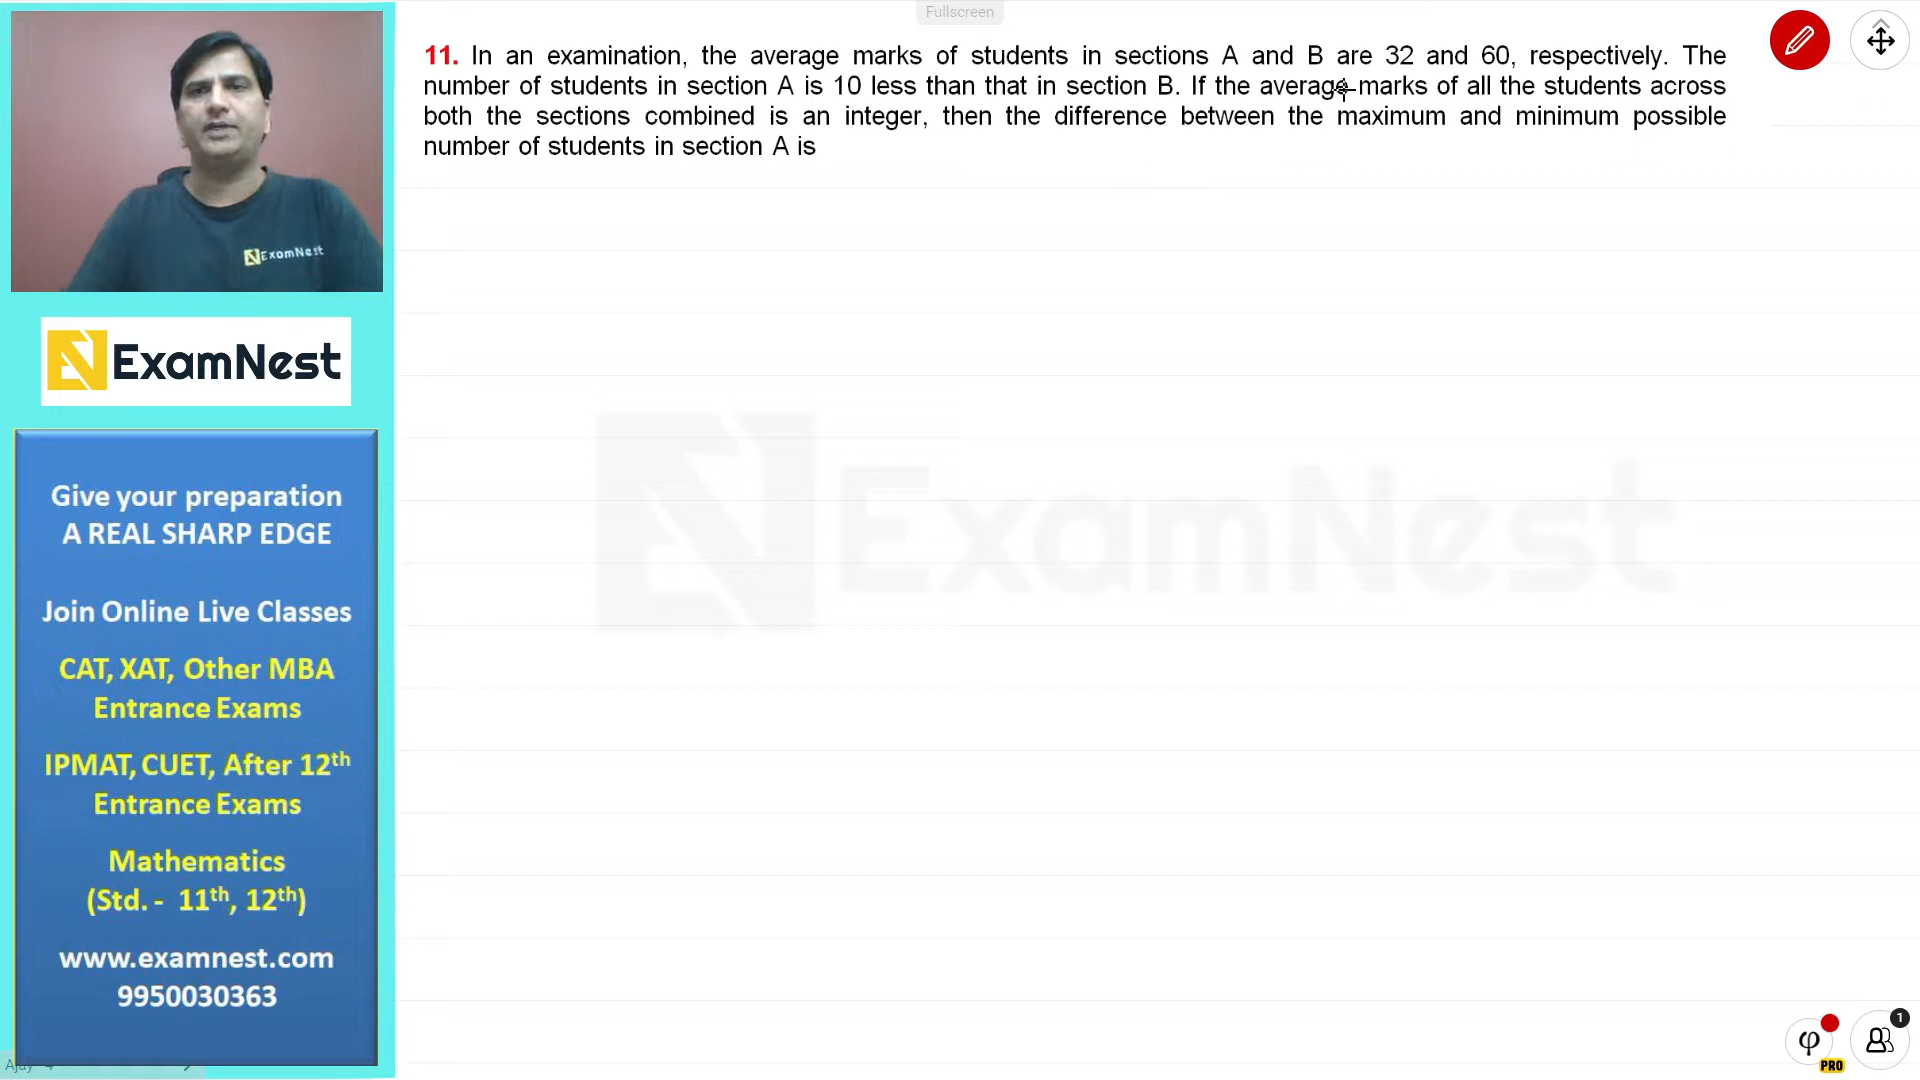 Fullscreen
11. In an examination, the average marks of students in sections A and B are 32 and 60, respectively. The
number of students in section A is 10 less than that in section B. If the average marks of all the students across
both the sections combined is an integer, then the difference between the maximum and minimum possible
number of students in section A is
ExamNest
ExamNest
ExamNest
Give your preparation
A REAL SHARP EDGE
Join Online Live Classes
CAT, XAT, Other MBA
Entrance Exams
IPMAT, CUET, After 12th
Entrance Exams
Mathematics
(Std. - 11th, 12th)
www.examnest.com
9950030363
1
φ
PRO